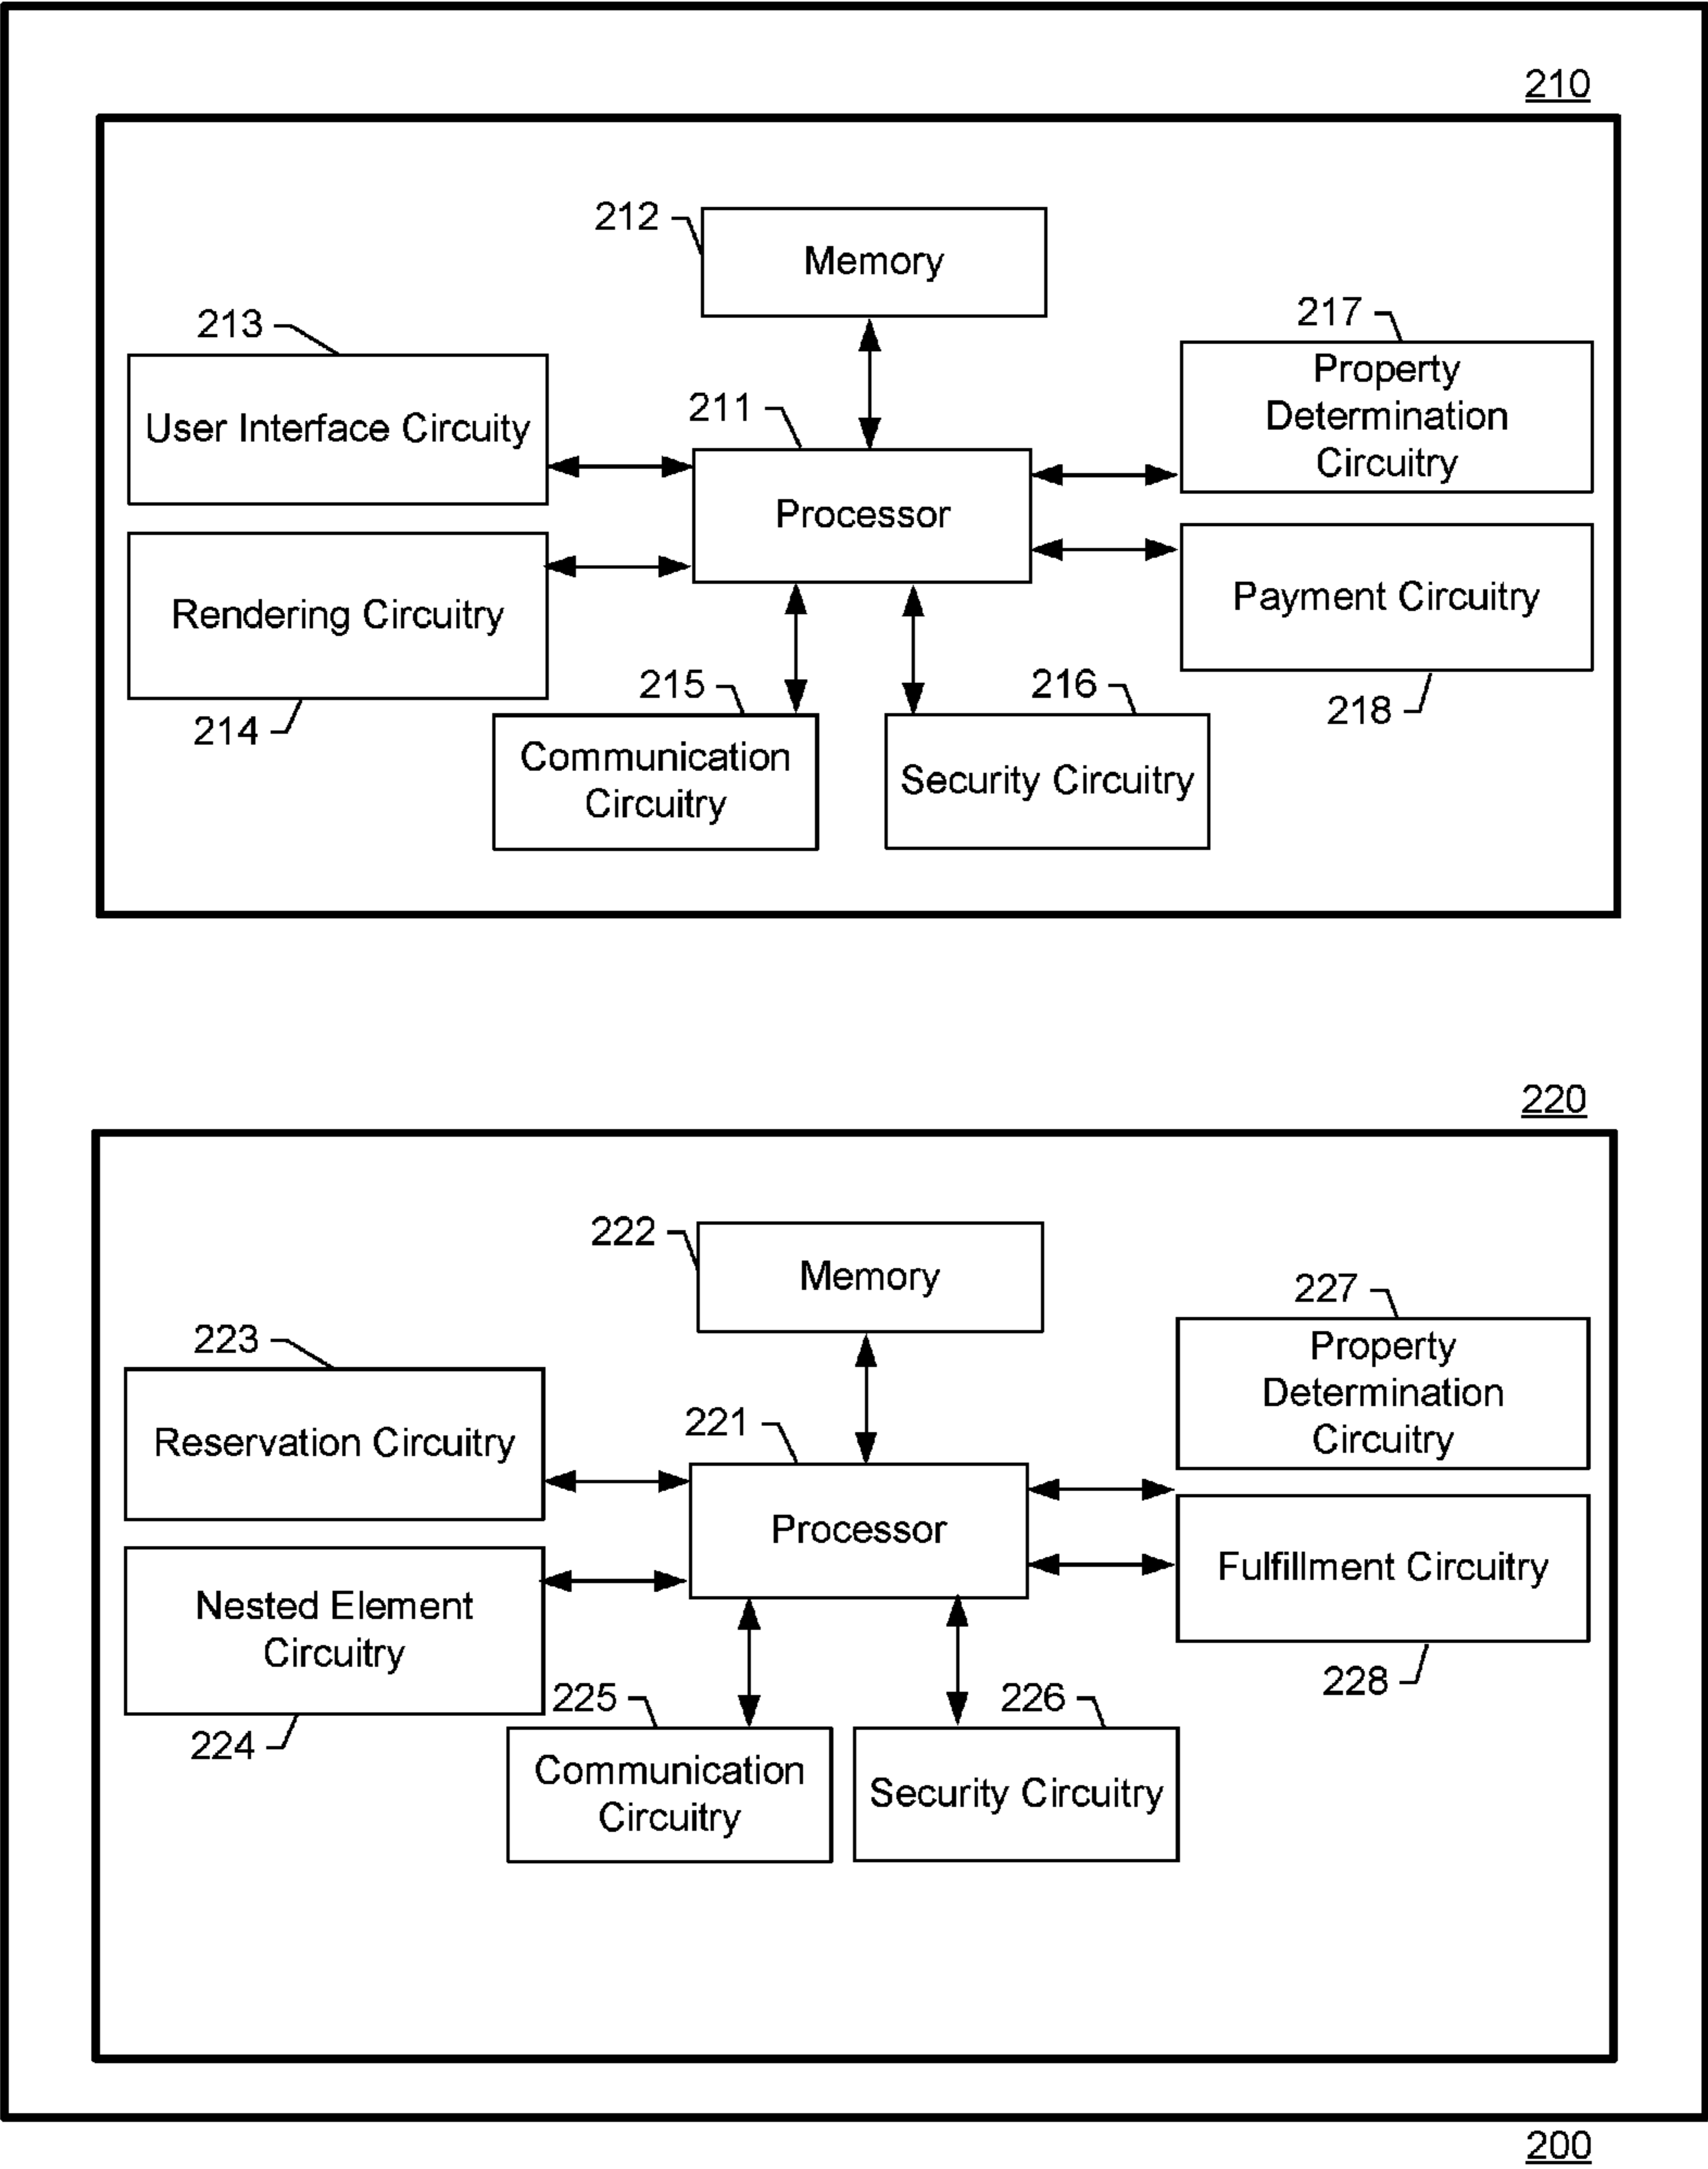 210
212
Memory
213
217
User Interface Circuity
Property
Determination
Circuitry
211
Processor
Rendering Circuitry
Payment Circuitry
214
215
216
218
Communication
Circuitry
Security Circuitry
220
222
Memory
223
227
Reservation Circuitry
Property
Determination
Circuitry
221
Processor
Nested Element
Circuitry
Fulfillment Circuitry
224
225
226
228
Communication
Circuitry
Security Circuitry
200